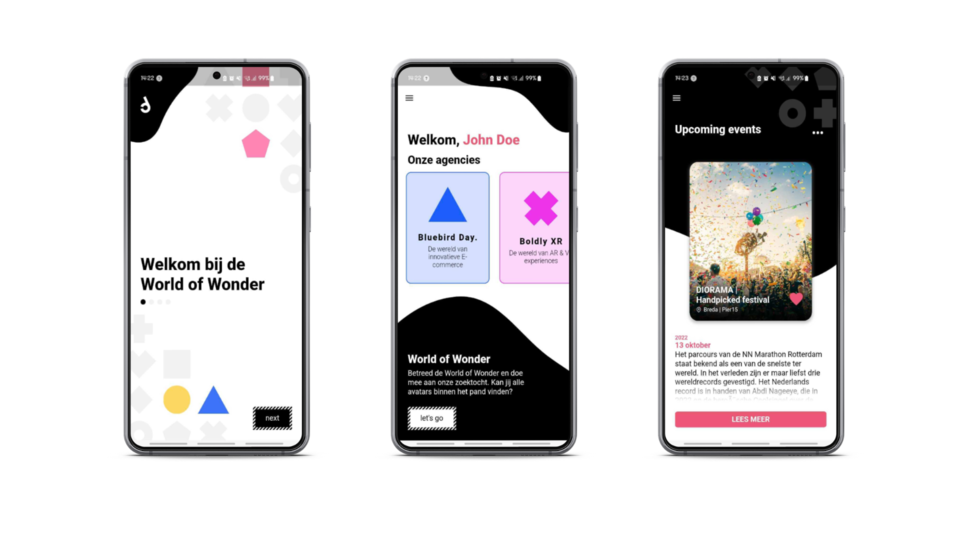 14:22
99%
Welkom bij de
World of Wonder
next
14:22
99%
Welkom, John Doe
Onze agencies
Bluebird Day.
De wereld van
innovatieve E-
commerce
Boldly XR
De wereld van AR & V
experiences
World of Wonder
Betreed de World of Wonder en doe
mee aan onze zoektocht. Kan jij alle
avatars binnen het pand vinden?
let's go
14:23
99%
Upcoming events
DIORAMA |
Handpicked festival
Breda | Pier15
2022
13 oktober
Het parcours van de NN Marathon Rotterdam
staat bekend als een van de snelste ter
wereld. In het verleden zijn er maar liefst drie
wereldrecords gevestigd. Het Nederlands
record is in handen van Abdi Nageeye, die in
LEES MEER